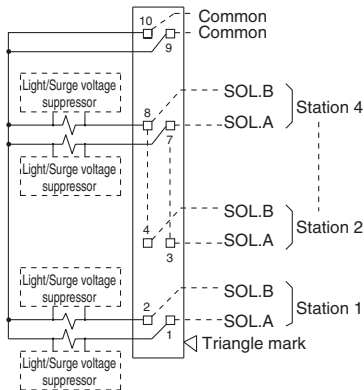 10
Common
Common
9
Light/Surge voltage
suppressor
8
SOL.B
Station 4
SOL.A
7
Light/Surge voltage
suppressor
4
SOL.B
Station 2
SOL.A
3
Light/Surge voltage
suppressor
2
SOL.B
Station 1
SOL.A
1
Triangle mark
Light/Surge voltage
suppressor